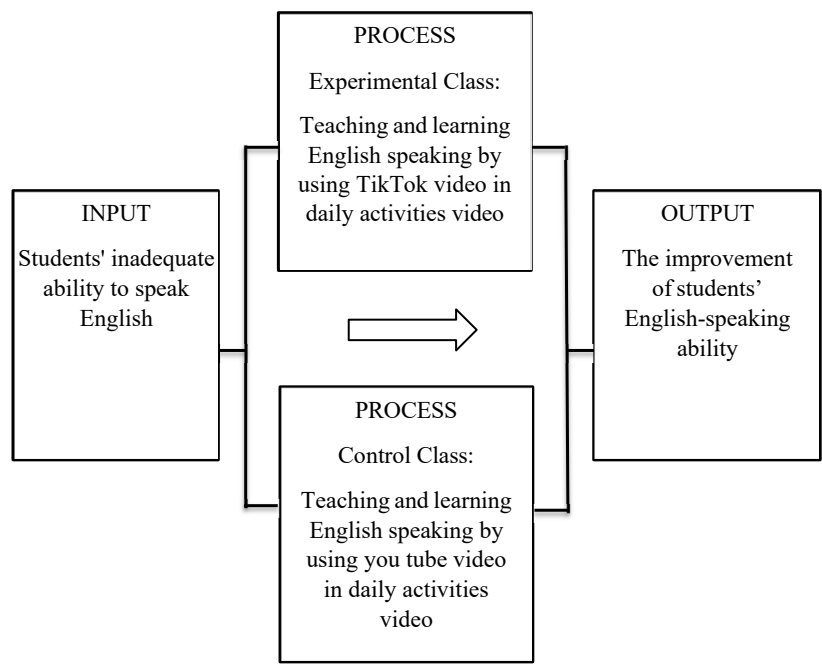 PROCESS
Experimental Class:
Teaching and learning
English speaking by
using TikTok video in
daily activities video
INPUT
Students' inadequate
ability to speak
English
OUTPUT
The improvement
of students’
English-speaking
ability
PROCESS
Control Class:
Teaching and learning
English speaking by
using you tube video
in daily activities
video